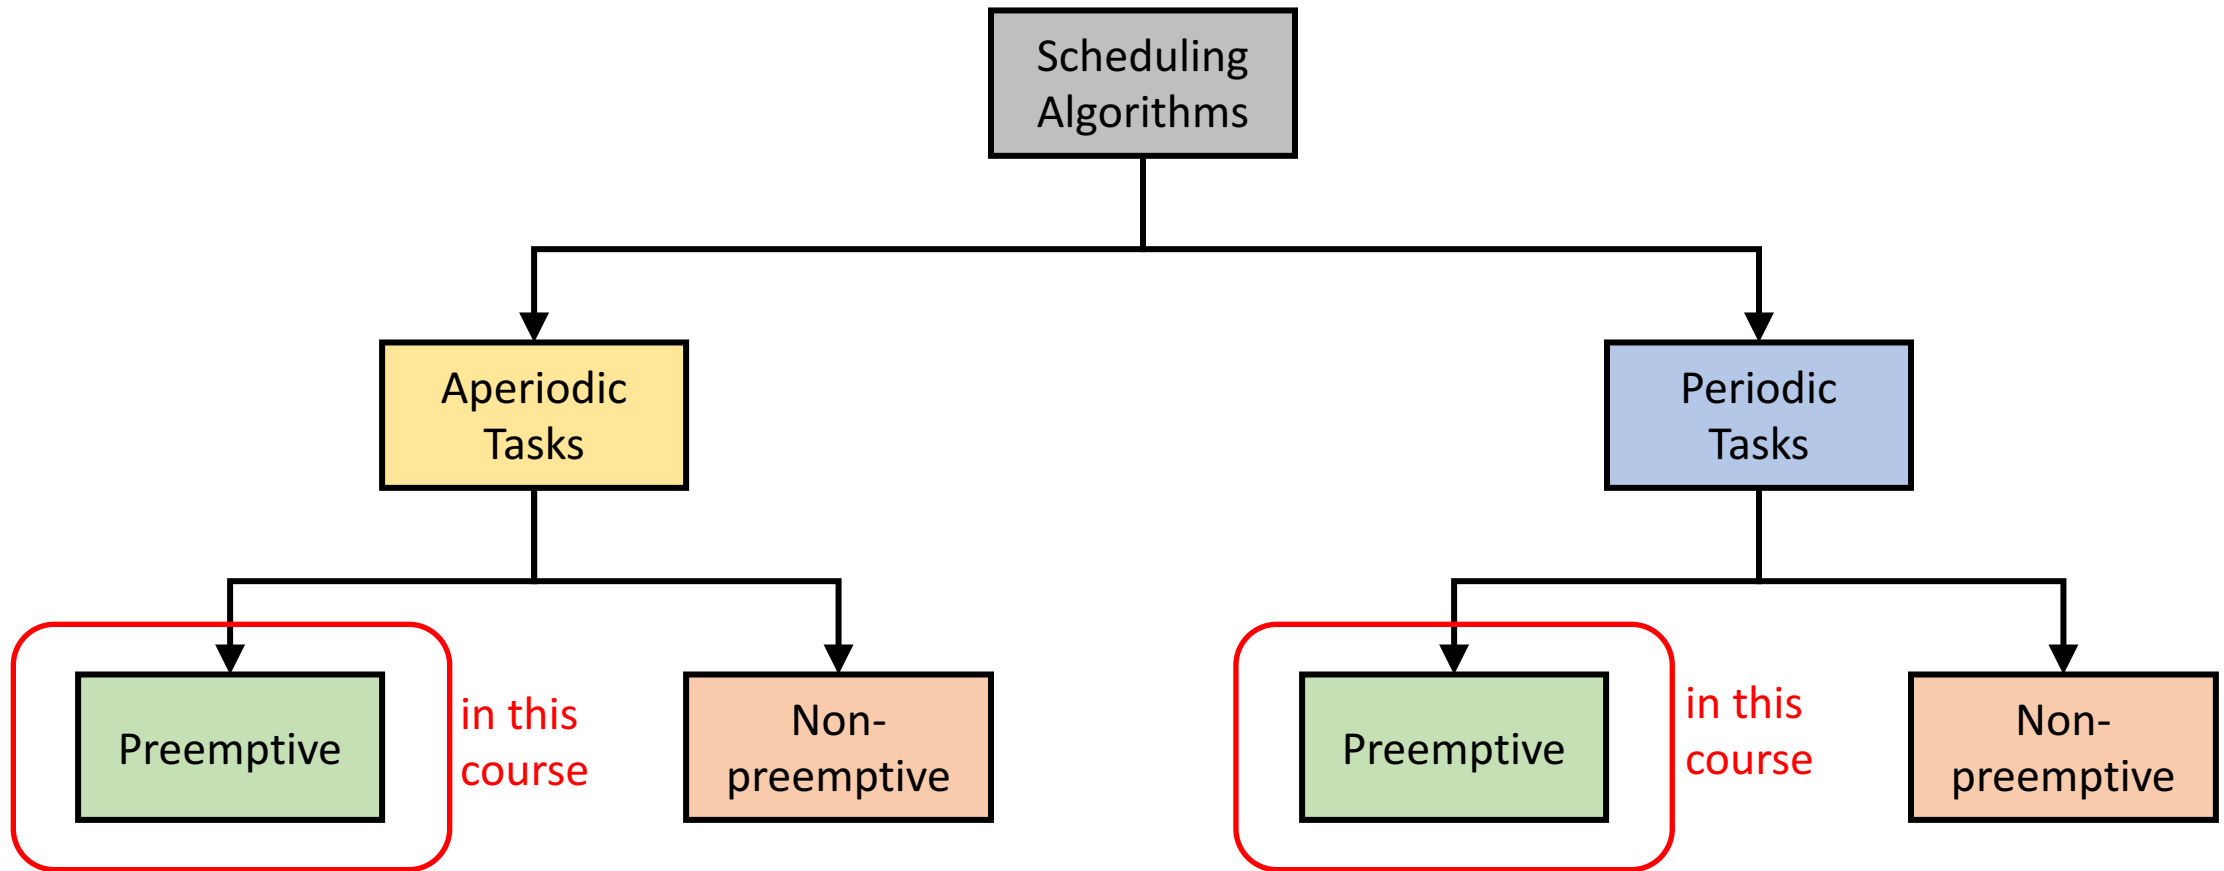 Scheduling
Algorithms
Aperiodic
Tasks
Periodic
Tasks
Preemptive
in this
course
Non-
preemptive
Preemptive
in this
course
Non-
preemptive